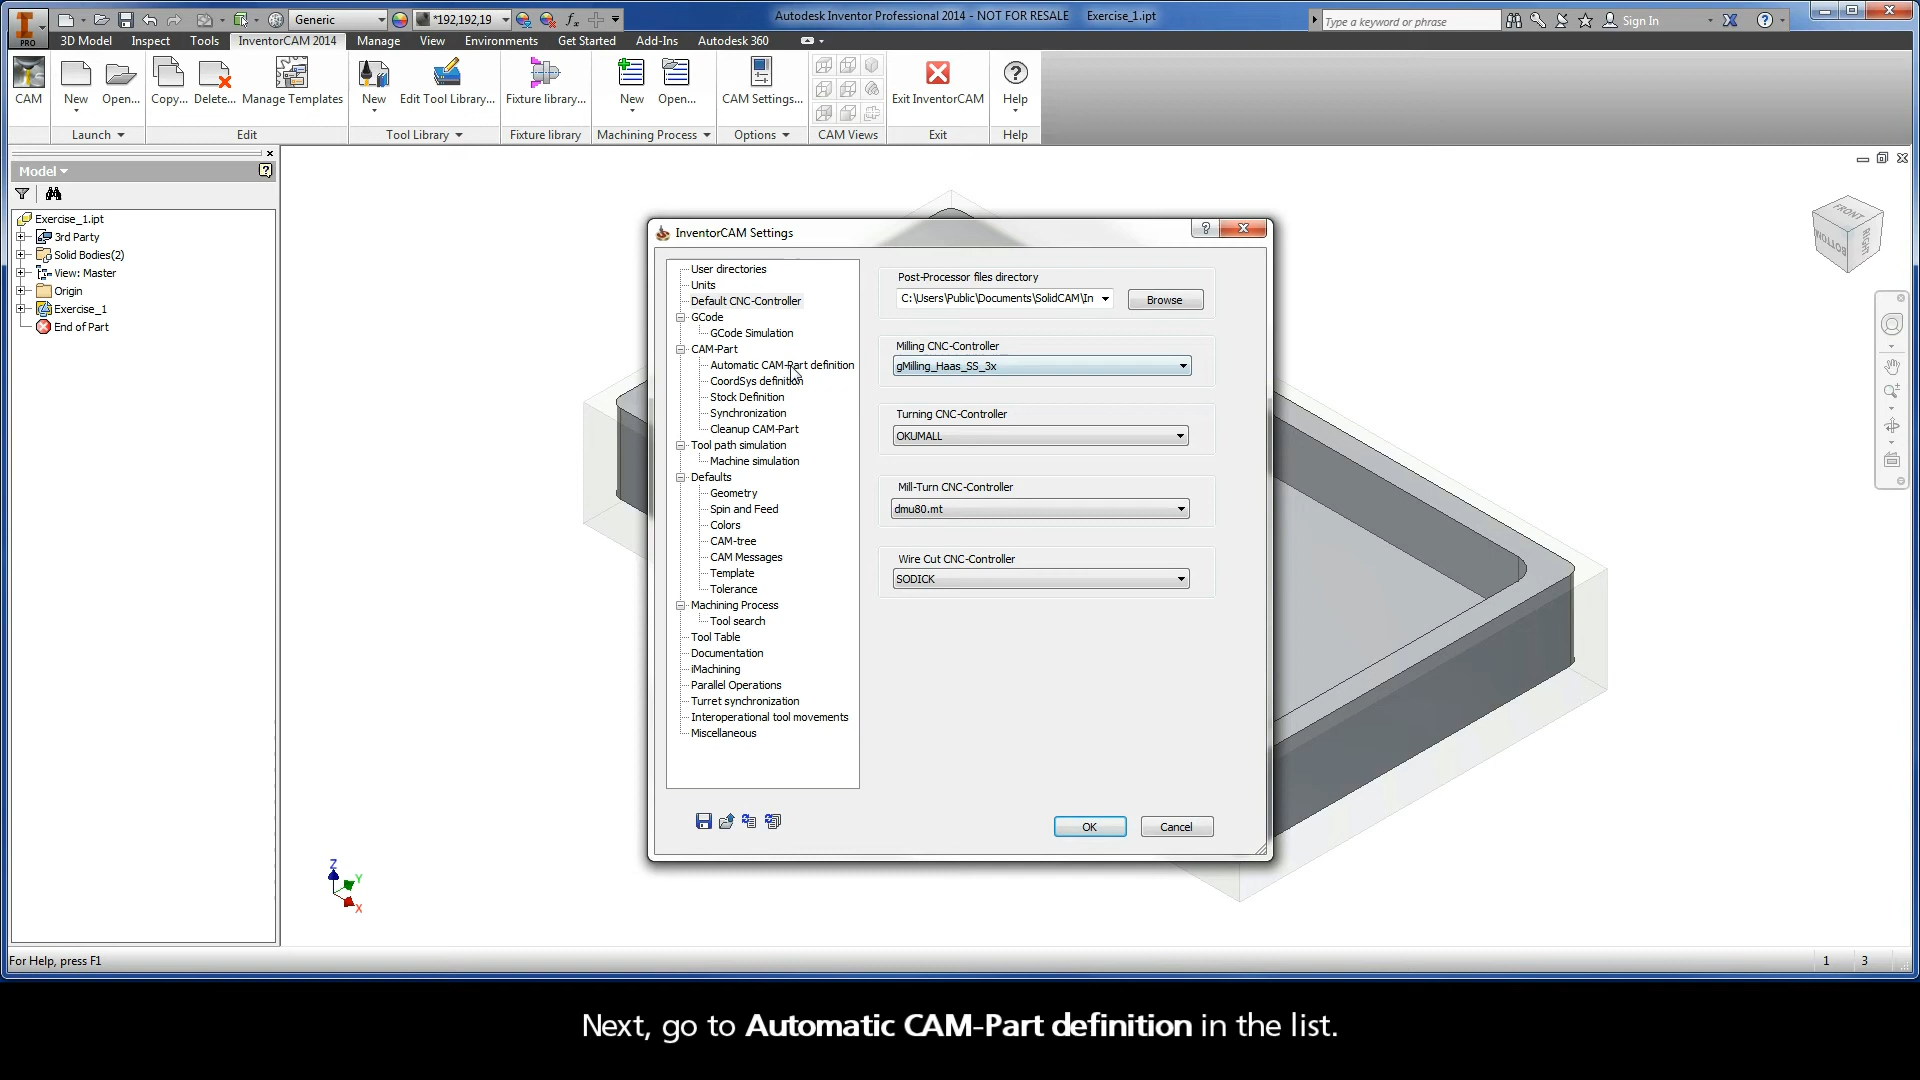 Generic
*192,192,19
Autodesk Inventor Professional 2014 - NOT FOR RESALE Exercise_1.ipt
Type a keyword or phrase
Sign In
PRO
3D Model Inspect Tools InventorCAM 2014 Manage View Environments Get Started Add-Ins Autodesk 360
CAM New Open... Copy... Delete... Manage Templates New Edit Tool Library... Fixture library... New Open... CAM Settings... Exit InventorCAM Help
Launch Edit Tool Library Fixture library Machining Process Options CAM Views Exit Help
Model
Exercise_1.ipt
3rd Party
Solid Bodies(2)
View: Master
Origin
Exercise_1
End of Part
FRONT
BOTTOM
RIGHT
InventorCAM Settings
User directories
Units
Default CNC-Controller
GCode
GCode Simulation
CAM-Part
Automatic CAM-Part definition
CoordSys definition
Stock Definition
Synchronization
Cleanup CAM-Part
Tool path simulation
Machine simulation
Defaults
Geometry
Spin and Feed
Colors
CAM-tree
CAM Messages
Template
Tolerance
Machining Process
Tool search
Tool Table
Documentation
iMachining
Parallel Operations
Turret synchronization
Interoperational tool movements
Miscellaneous
Post-Processor files directory
C:\Users\Public\Documents\SolidCAM\In
Browse
Milling CNC-Controller
gMilling_Haas_SS_3x
Turning CNC-Controller
OKUMALL
Mill-Turn CNC-Controller
dmu80.mt
Wire Cut CNC-Controller
SODICK
OK Cancel
Z
Y
X
For Help, press F1
1 3
Next, go to Automatic CAM-Part definition in the list.